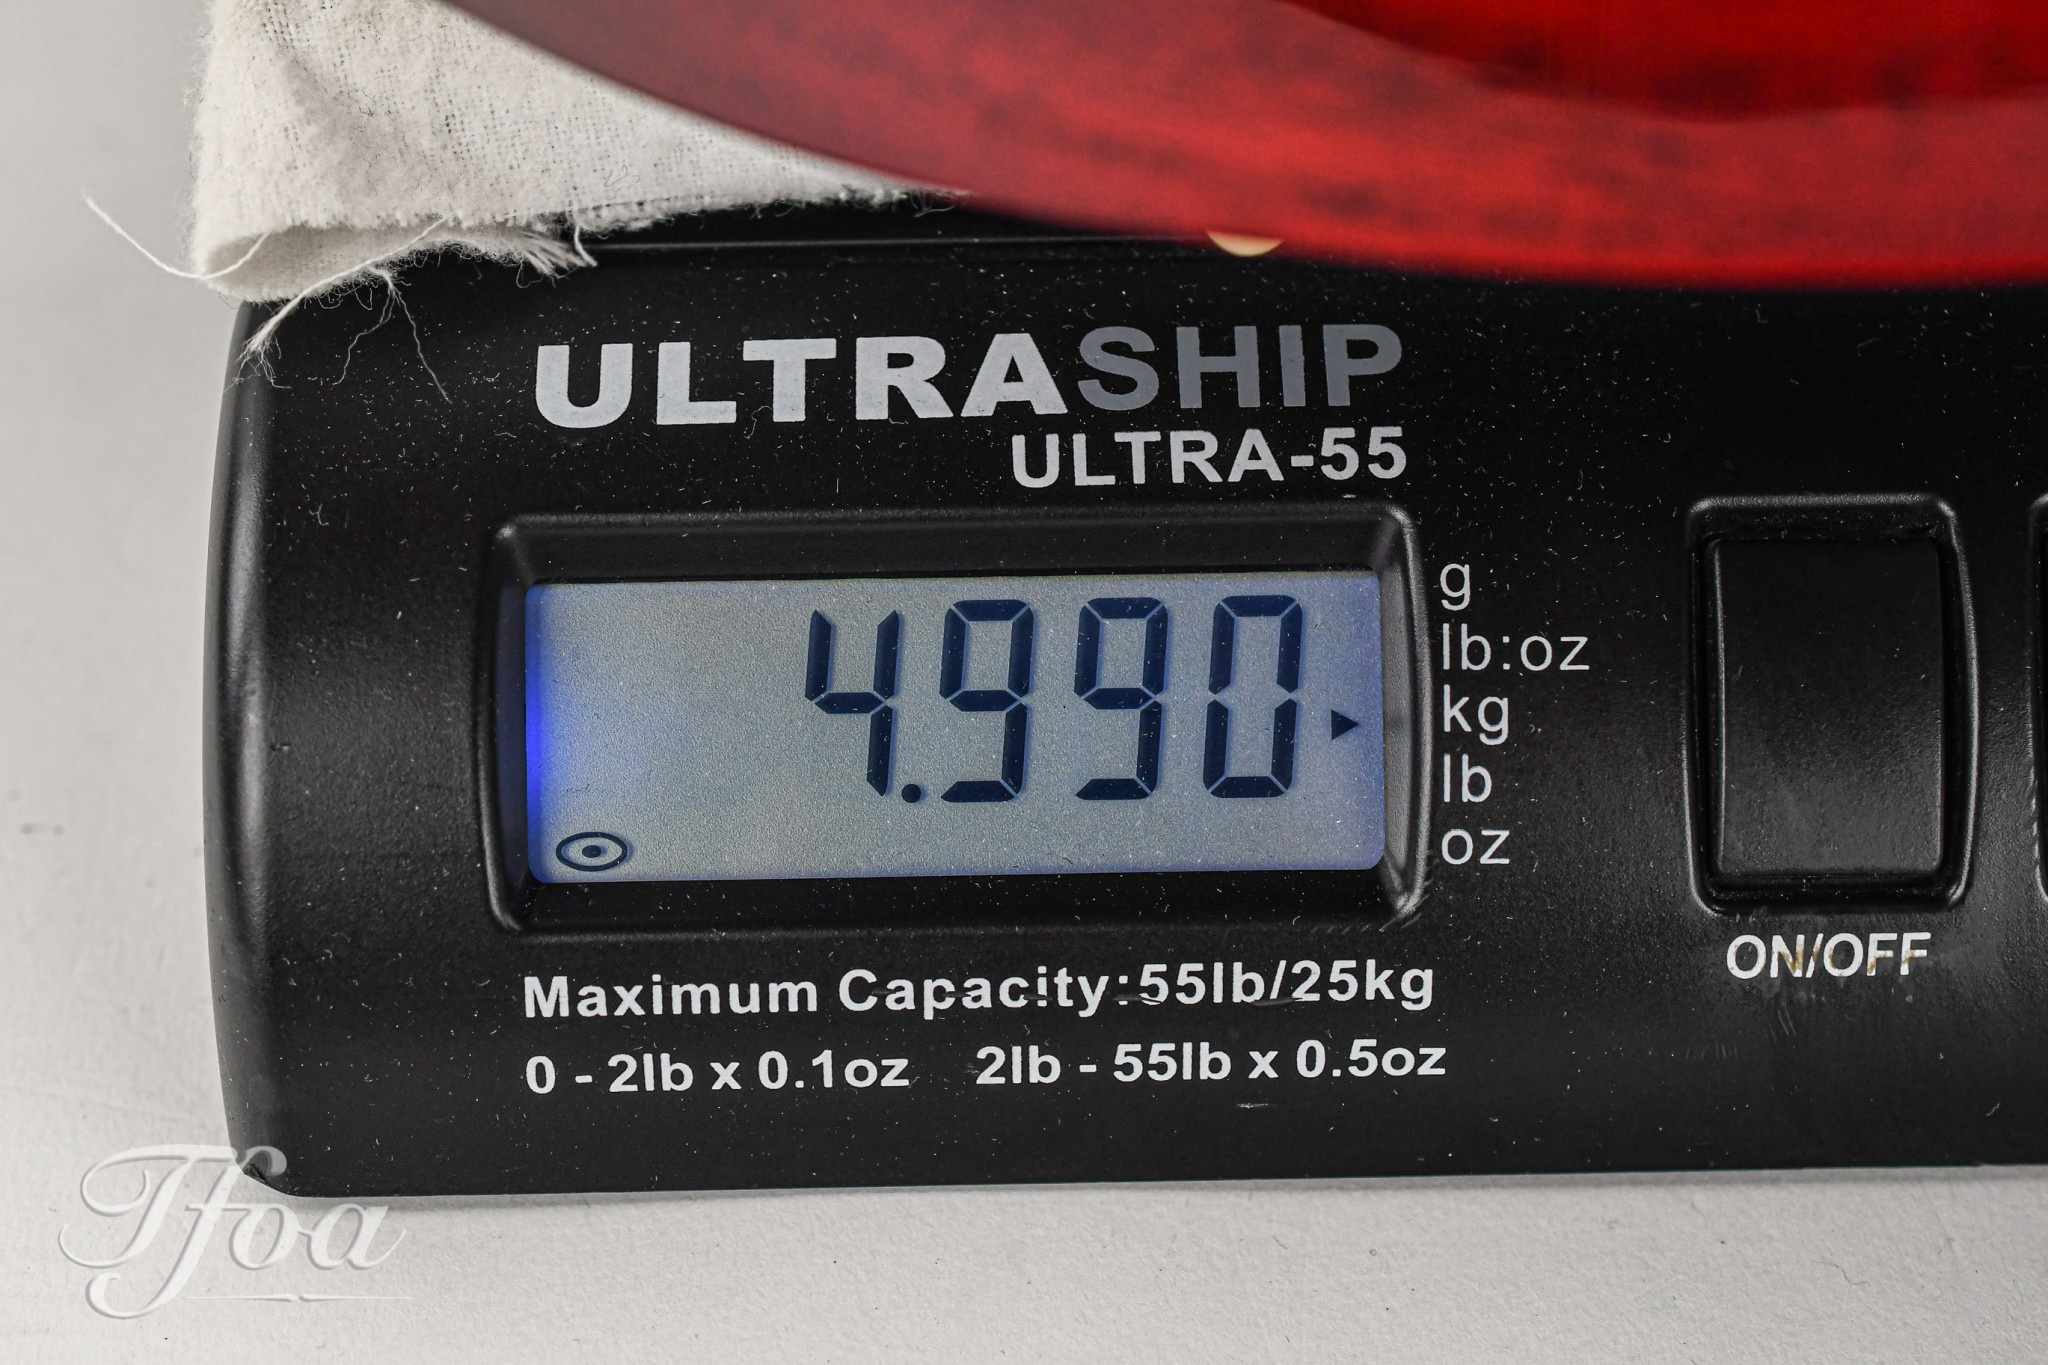 ULTRASHIP
ULTRA-55
4.990
g
lb:oz
kg
lb
oz
ON/OFF
Maximum Capacity:55lb/25kg
0 - 2lb x 0.1oz 2lb - 55lb x 0.5oz
Tfoa